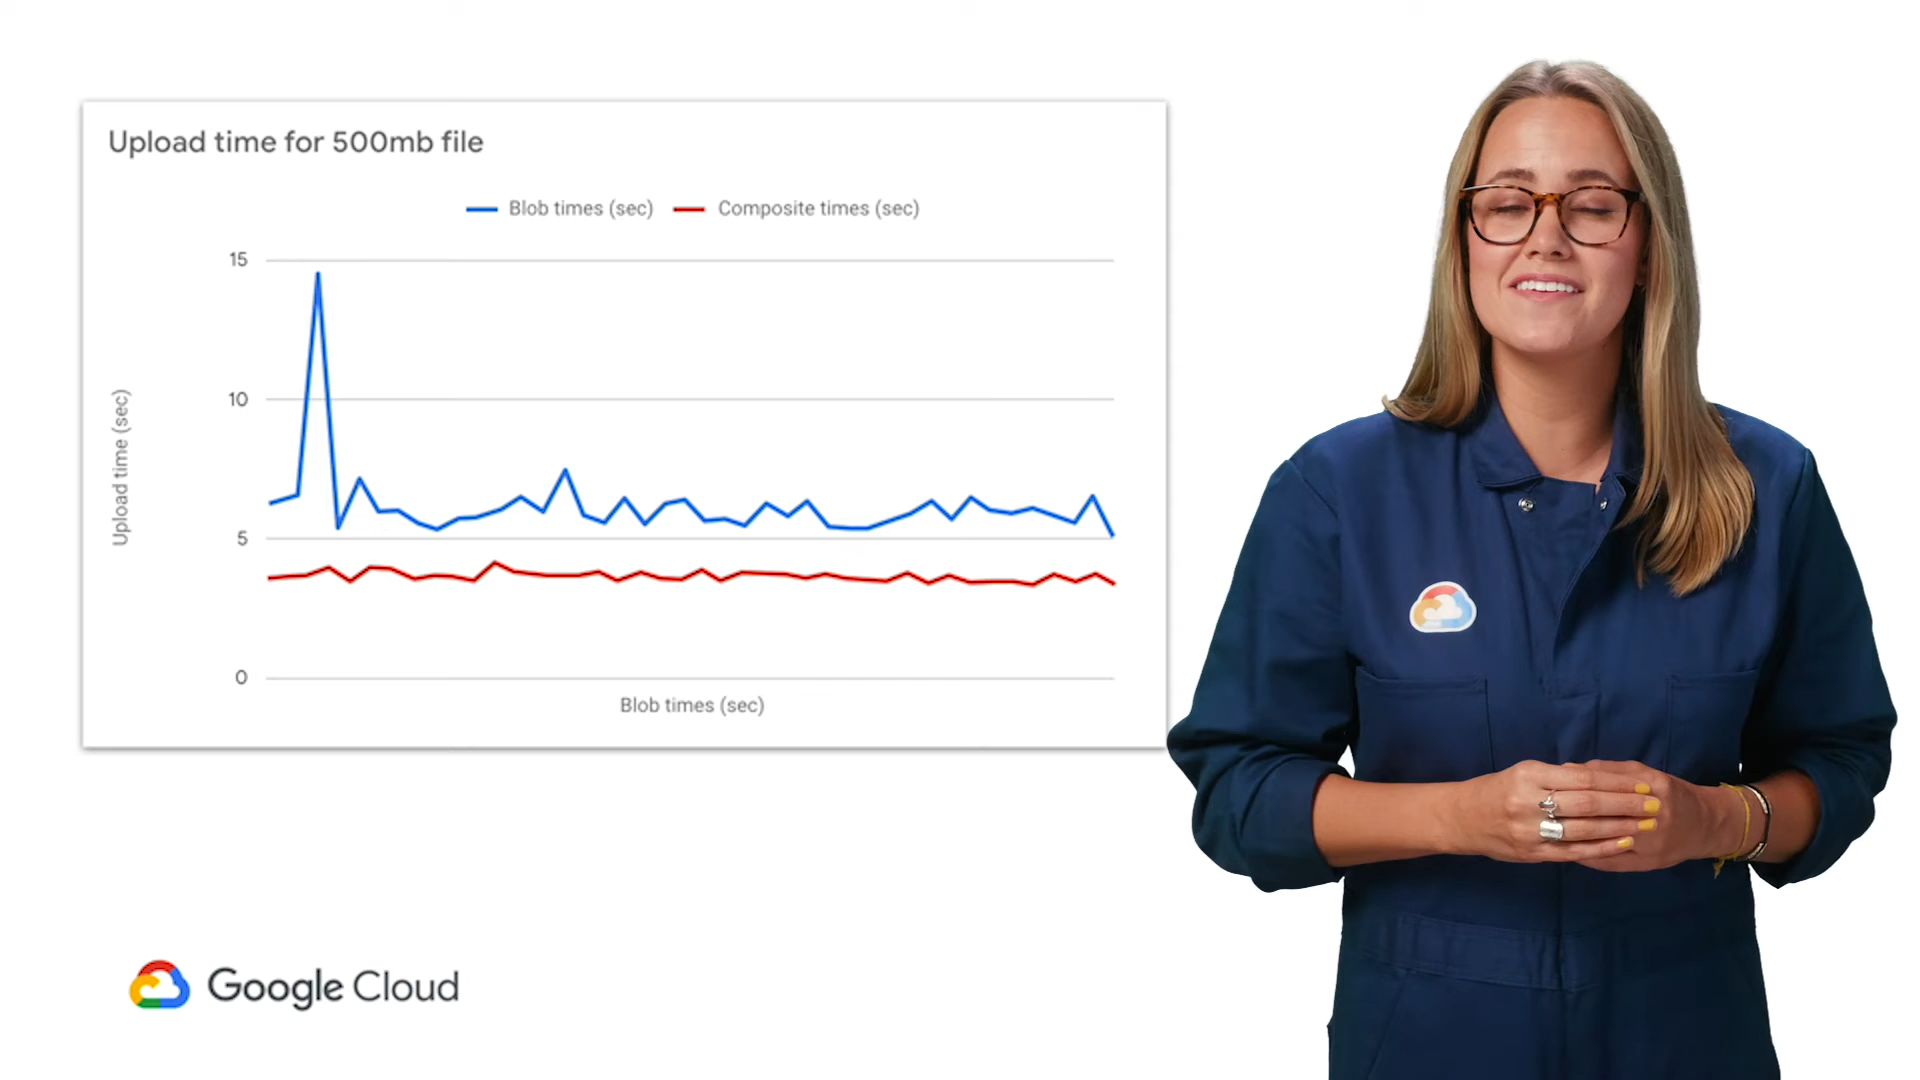 Upload time for 500mb file
Blob times (sec) Composite times (sec)
15
10
5
0
Upload time (sec)
Blob times (sec)
Google Cloud